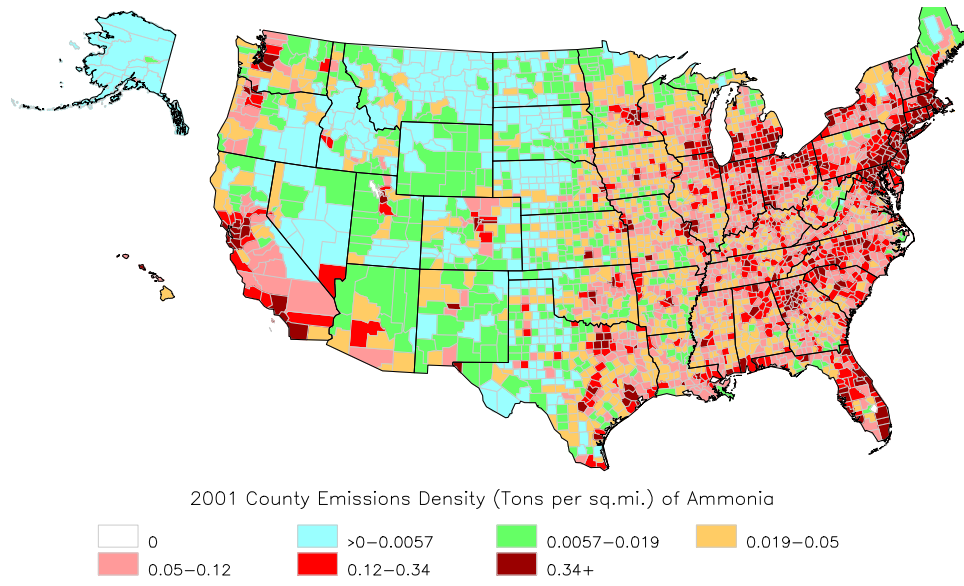 2001 County Emissions Density (Tons per sq.mi.) of Ammonia
0 >0-0.0057 0.0057-0.019 0.019-0.05
0.05-0.12 0.12-0.34 0.34+